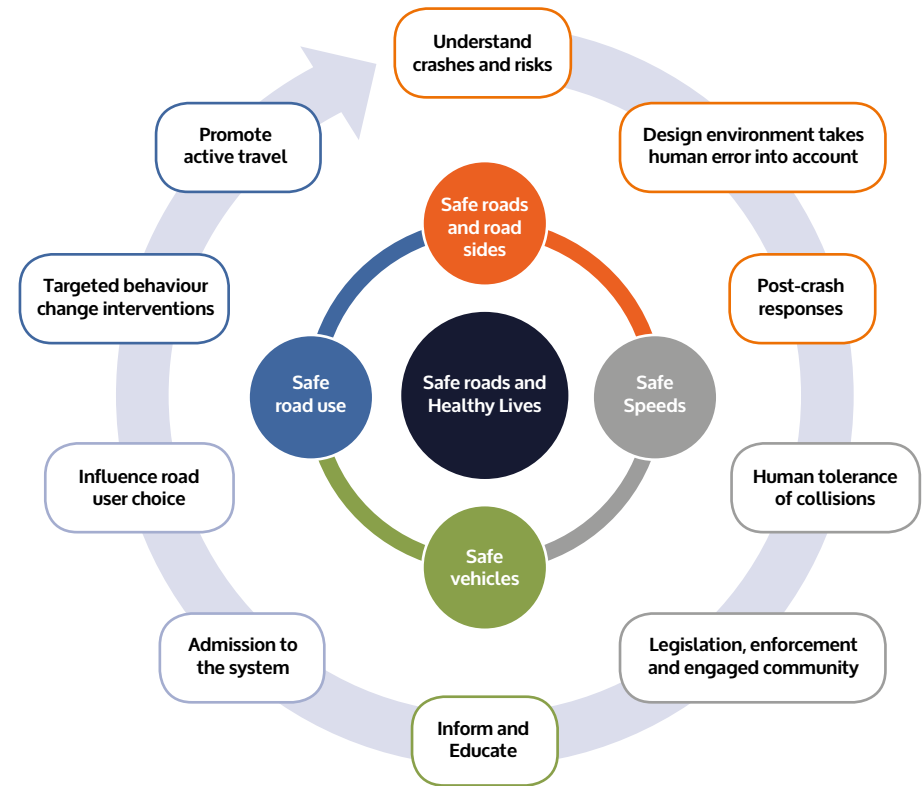 Understand
crashes and risks
Design environment takes
human error into account
Post-crash
responses
Human tolerance
of collisions
Legislation, enforcement
and engaged community
Inform and
Educate
Admission to
the system
Influence road
user choice
Targeted behaviour
change interventions
Promote
active travel
Safe roads
and road
sides
Safe
Speeds
Safe
vehicles
Safe
road use
Safe roads and
Healthy Lives